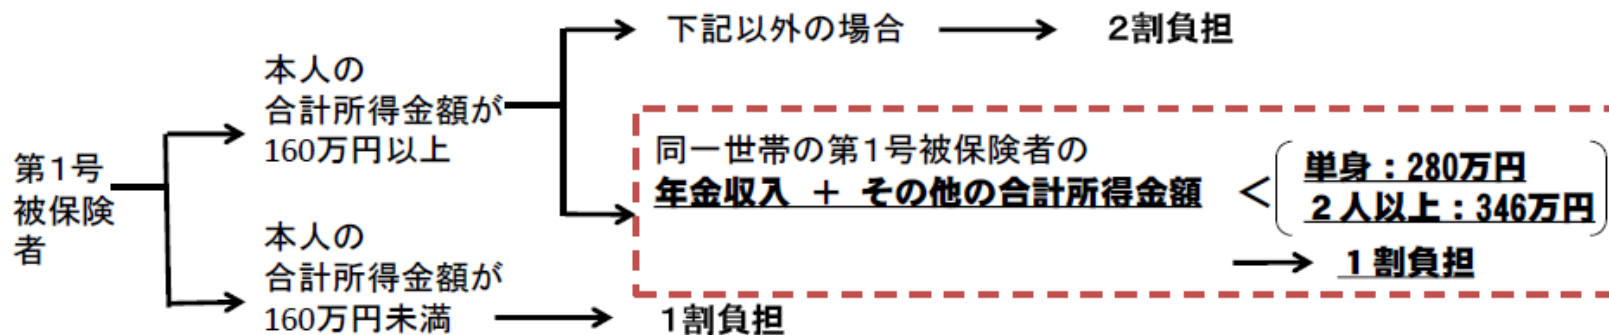 第1号
被保険
者
本人の
合計所得金額が
160万円以上
下記以外の場合
2割負担
同一世帯の第1号被保険者の
年金収入 + その他の合計所得金額 <
単身:280万円
2人以上:346万円
1割負担
本人の
合計所得金額が
160万円未満
1割負担